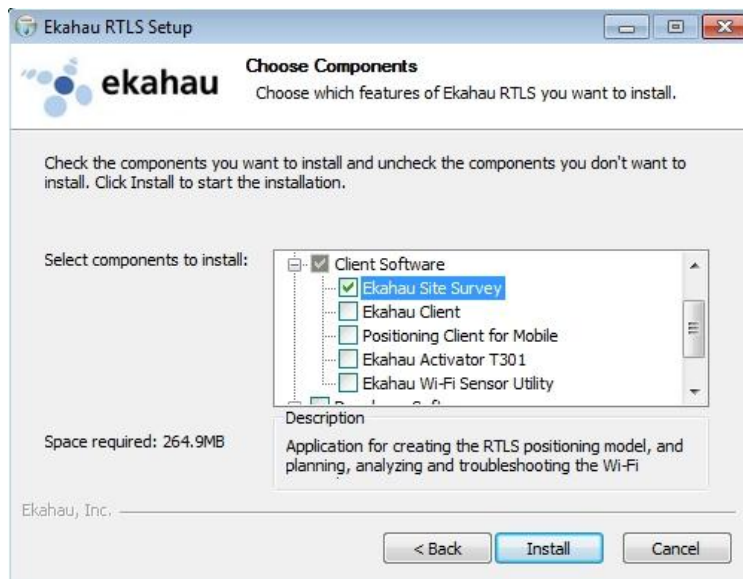 Ekahau RTLS Setup
ekahau
Choose Components
Choose which features of Ekahau RTLS you want to install.
Check the components you want to install and uncheck the components you don't want to
install. Click Install to start the installation.
Select components to install:
Client Software
Ekahau Site Survey
Ekahau Client
Positioning Client for Mobile
Ekahau Activator T301
Ekahau Wi-Fi Sensor Utility
Space required: 264.9MB
Description
Application for creating the RTLS positioning model, and
planning, analyzing and troubleshooting the Wi-Fi
Ekahau, Inc.
< Back
Install
Cancel